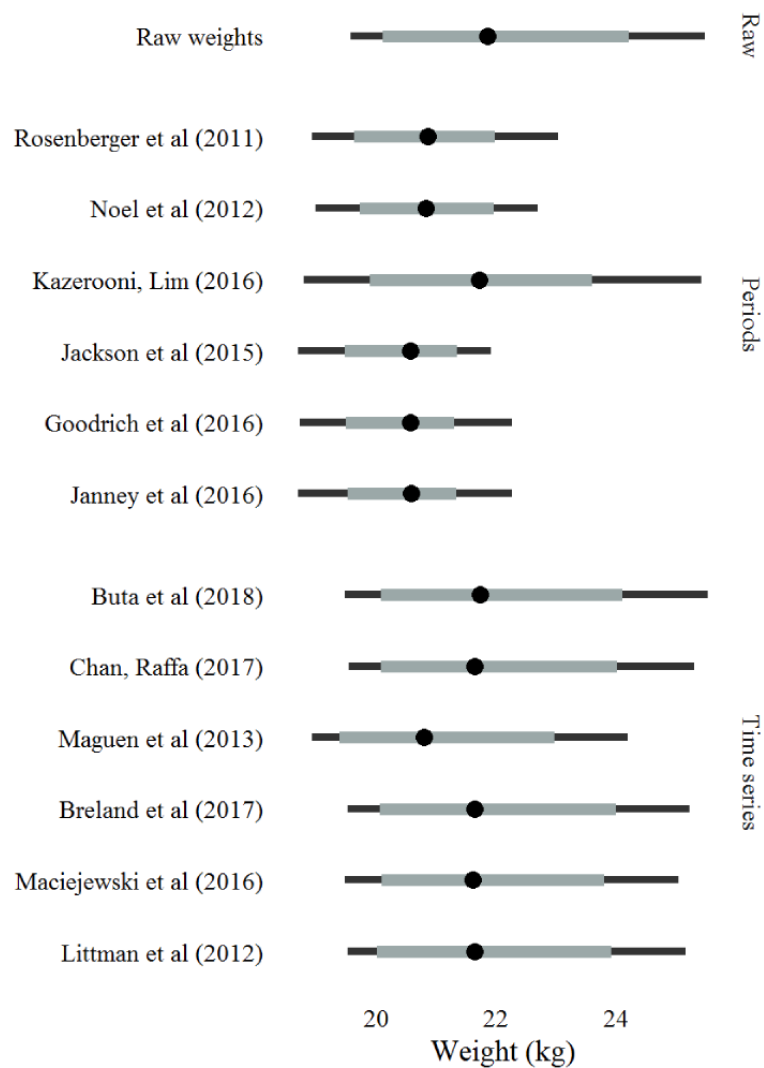 Raw weights
Raw
Rosenberger et al (2011)
Noel et al (2012)
Kazerooni, Lim (2016)
Jackson et al (2015)
Goodrich et al (2016)
Janney et al (2016)
Periods
Buta et al (2018)
Chan, Raffa (2017)
Maguen et al (2013)
Breland et al (2017)
Maciejewski et al (2016)
Littman et al (2012)
Time series
20 22 24
Weight (kg)